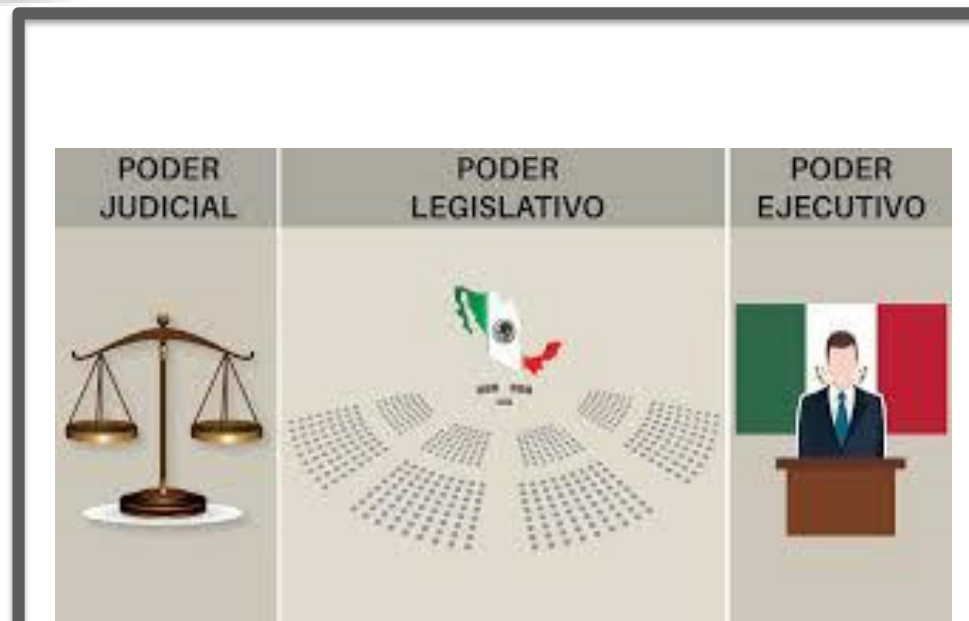 PODER
JUDICIAL
PODER
LEGISLATIVO
PODER
EJECUTIVO